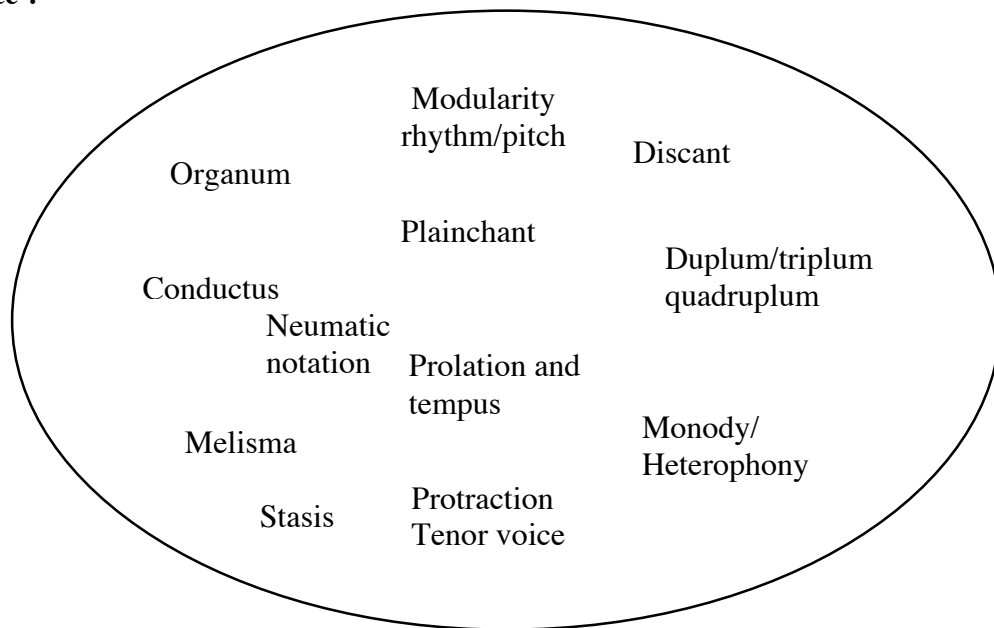 Modularity
rhythm/pitch
Discant
Organum
Plainchant
Duplum/triplum
quadruplum
Conductus
Neumatic
notation
Prolation and
tempus
Monody/
Heterophony
Melisma
Protraction
Tenor voice
Stasis